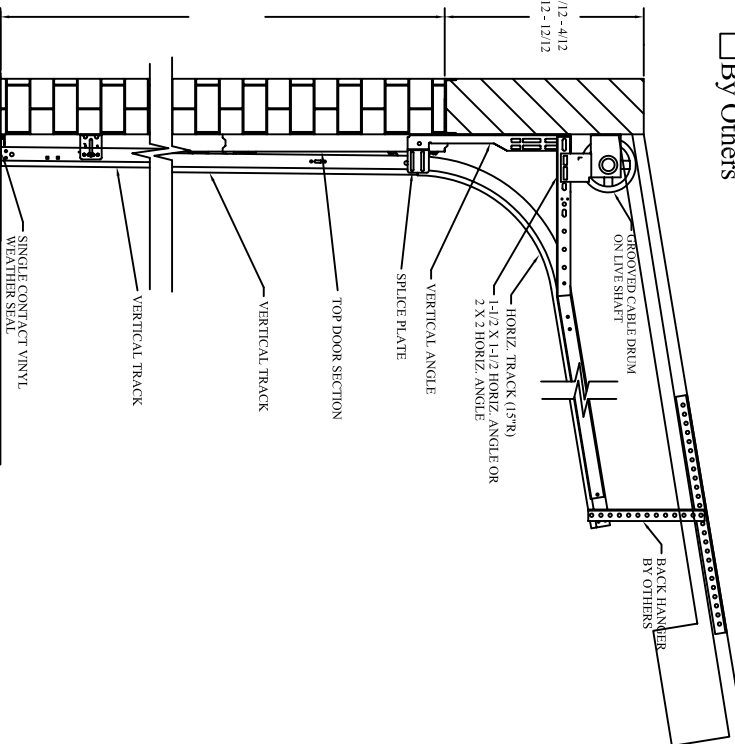 By Others
/12 - 4/12
12 - 12/12
GROOVED CABLE DRUM
ON LIVE SHAFT
HORIZ. TRACK (15"R)
1-1/2 X 1-1/2 HORIZ. ANGLE OR
2 X 2 HORIZ. ANGLE
BACK HANGER
BY OTHERS
VERTICAL ANGLE
SPLICE PLATE
TOP DOOR SECTION
VERTICAL TRACK
VERTICAL TRACK
SINGLE CONTACT VINYL
WEATHER SEAL